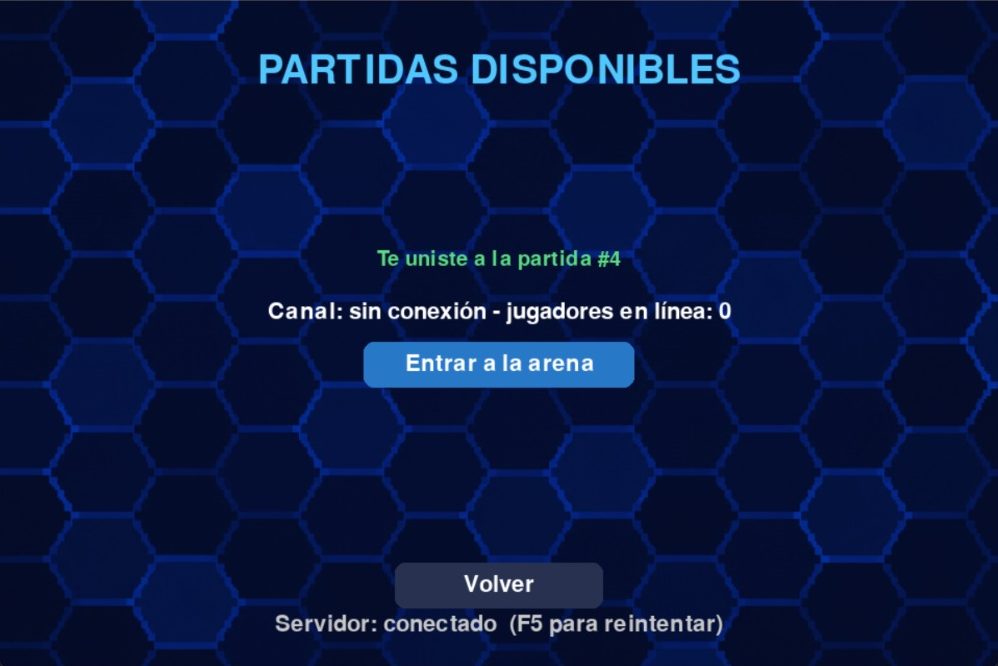 PARTIDAS DISPONIBLES
Te uniste a la partida #4
Canal: sin conexión - jugadores en línea: 0
Entrar a la arena
Volver
Servidor: conectado (F5 para reintentar)